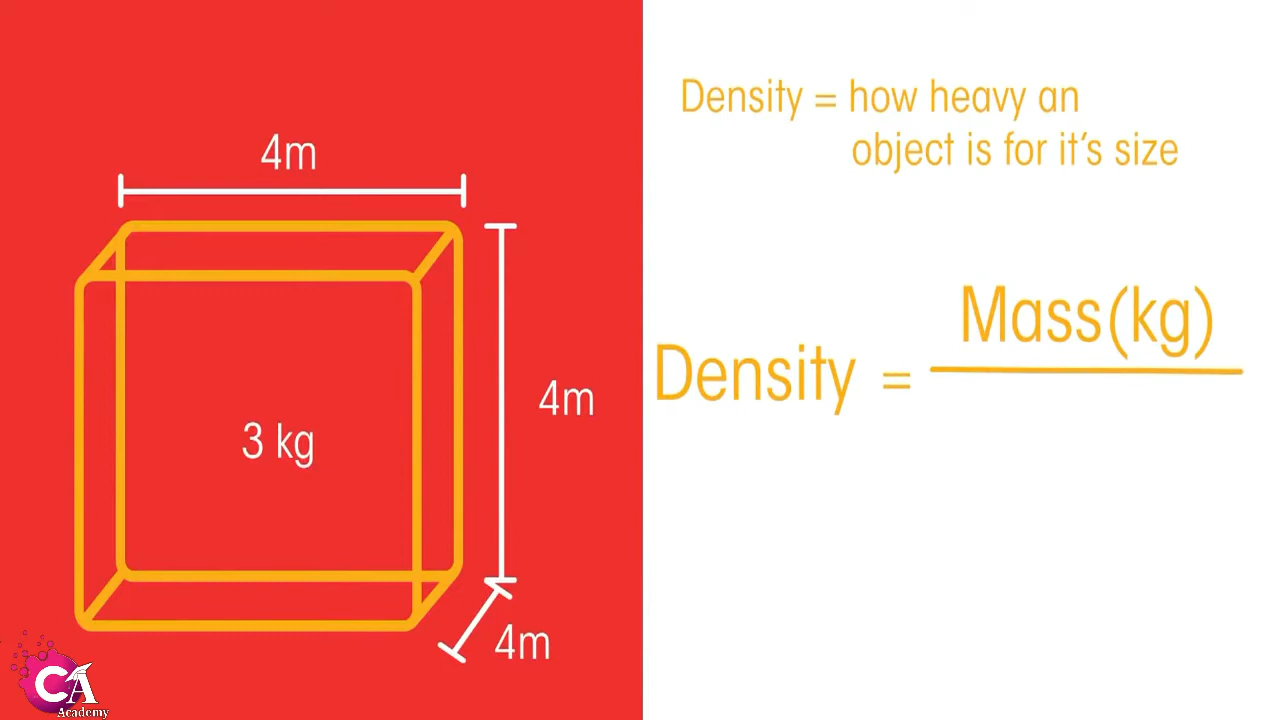 4m
4m
3 kg
4m
Density = how heavy an
object is for it's size
Mass(kg)
Density =
CA
Academy